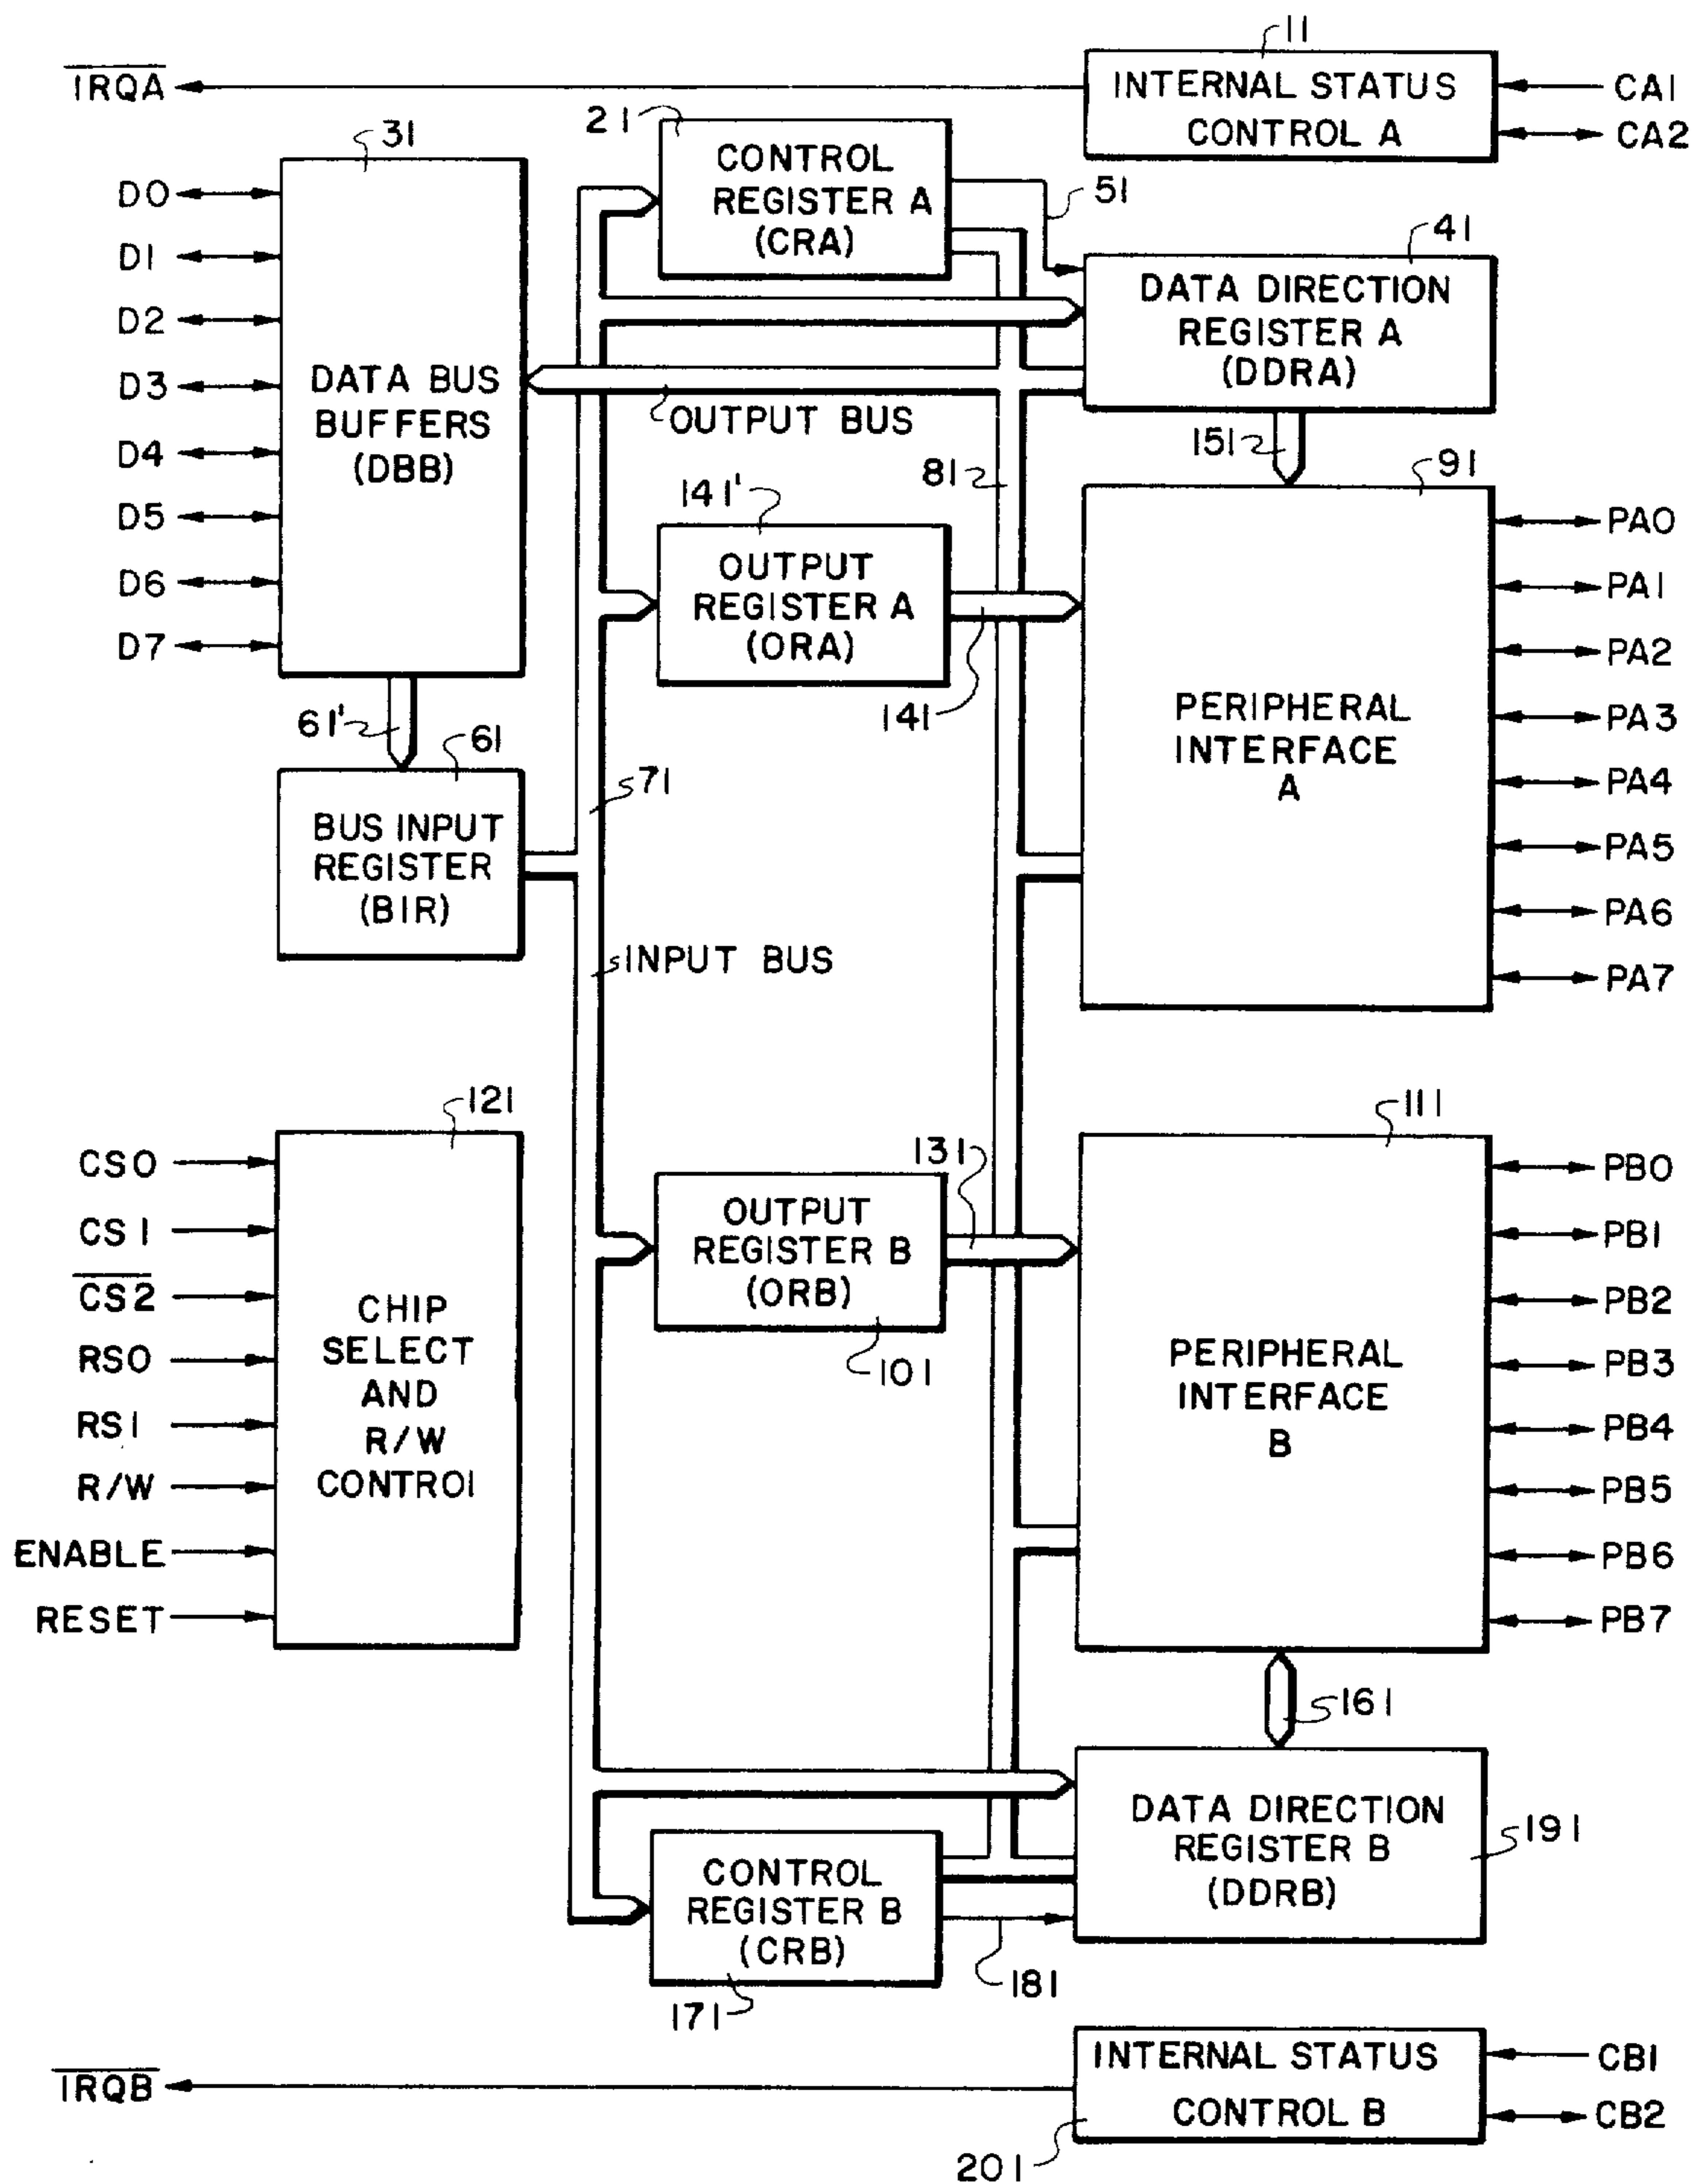 11
IRQA
INTERNAL STATUS
CONTROL A
CA1
CA2
21
31
CONTROL
REGISTER A
(CRA)
51
41
D0
D1
D2
D3
D4
D5
D6
D7
DATA BUS
BUFFERS
(DBB)
DATA DIRECTION
REGISTER A
(DDRA)
OUTPUT BUS
151
81
91
141'
OUTPUT
REGISTER A
(ORA)
141
PERIPHERAL
INTERFACE
A
PA0
PA1
PA2
PA3
PA4
PA5
PA6
PA7
61'
61
71
BUS INPUT
REGISTER
(BIR)
INPUT BUS
121
CS0
CS1
CS2
RS0
RS1
R/W
ENABLE
RESET
CHIP
SELECT
AND
R/W
CONTROl
131
111
OUTPUT
REGISTER B
(ORB)
101
PERIPHERAL
INTERFACE
B
PB0
PB1
PB2
PB3
PB4
PB5
PB6
PB7
161
DATA DIRECTION
REGISTER B
(DDRB)
191
CONTROL
REGISTER B
(CRB)
171
181
IRQB
INTERNAL STATUS
CONTROL B
CB1
CB2
201